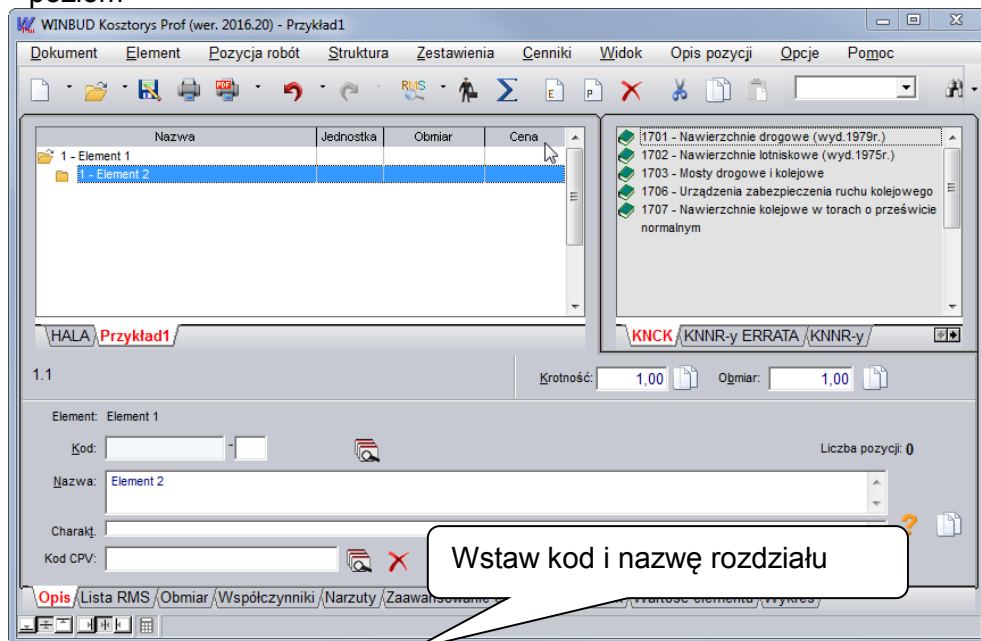 poziom
WINBUD Kosztorys Prof (wer. 2016.20) - Przykład1
Dokument Element Pozycja robót Struktura Zestawienia Cenniki Widok Opis pozycji Opcje Pomoc
PDF RMS E P
Nazwa Jednostka Obmiar Cena
1 - Element 1
1 - Element 2
1701 - Nawierzchnie drogowe (wyd.1979r.)
1702 - Nawierzchnie lotniskowe (wyd.1975r.)
1703 - Mosty drogowe i kolejowe
1706 - Urządzenia zabezpieczenia ruchu kolejowego
1707 - Nawierzchnie kolejowe w torach o prześwicie
normalnym
HALA Przykład1
KNCK KNNR-y ERRATA KNNR-y
1.1 Krotność: 1,00 Obmiar: 1,00
Element: Element 1
Kod: - Liczba pozycji: 0
Nazwa: Element 2
Charakt.
Kod CPV:
Wstaw kod i nazwę rozdziału
Opis Lista RMS Obmiar Współczynniki Narzuty